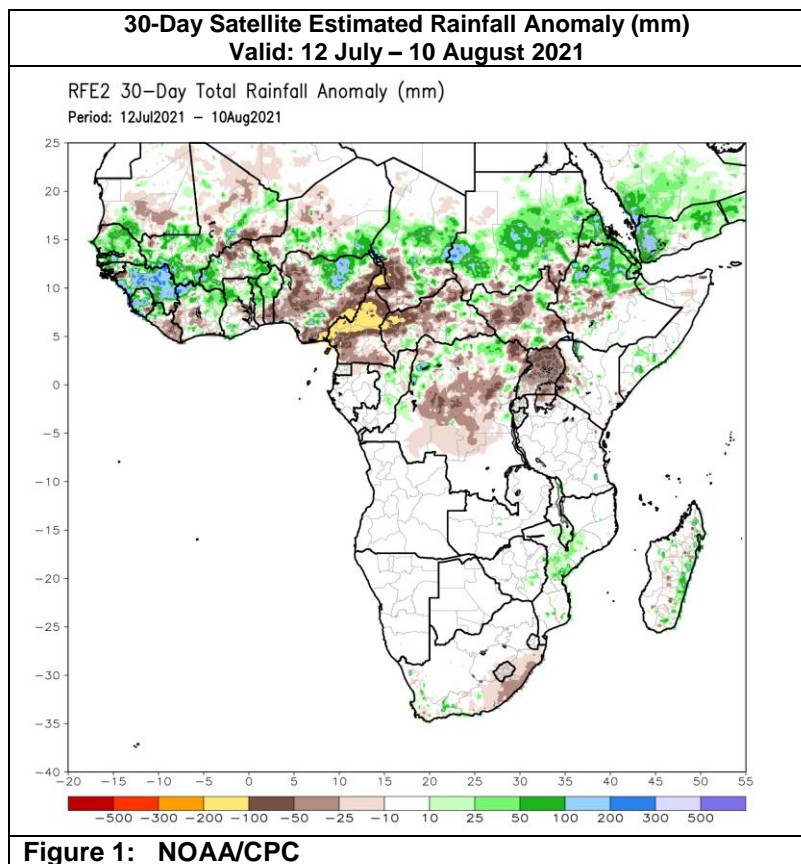 30-Day Satellite Estimated Rainfall Anomaly (mm)
Valid: 12 July – 10 August 2021
RFE2 30-Day Total Rainfall Anomaly (mm)
Period: 12Jul2021 – 10Aug2021
25
20
15
10
5
0
-5
-10
-15
-20
-25
-30
-35
-40
-20 -15 -10 -5 0 5 10 15 20 25 30 35 40 45 50 55
-500 -300 -200 -100 -50 -25 -10 10 25 50 100 200 300 500
Figure 1: NOAA/CPC